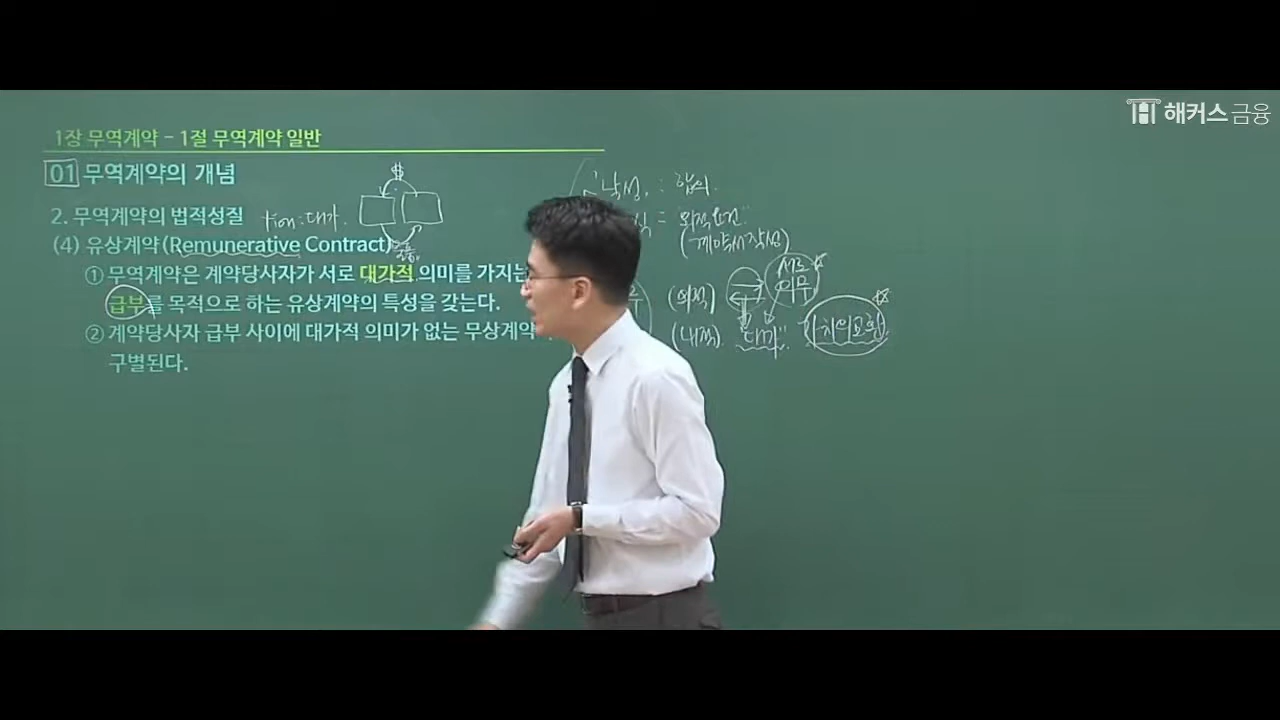 해커스금융
1장 무역계약 – 1절 무역계약 일반
01 무역계약의 개념
$
2. 무역계약의 법적성질 tion : 대가.
(4) 유상계약(Remunerative Contract)
① 무역계약은 계약당사자가 서로 대가적 의미를 가지는
급부를 목적으로 하는 유상계약의 특성을 갖는다.
② 계약당사자 급부 사이에 대가적 의미가 없는 무상계약
구별된다.
낙성. : 합의.
= 외적요건"
(계약서작성)
(외적) 서로
의무
(내적). "대가"